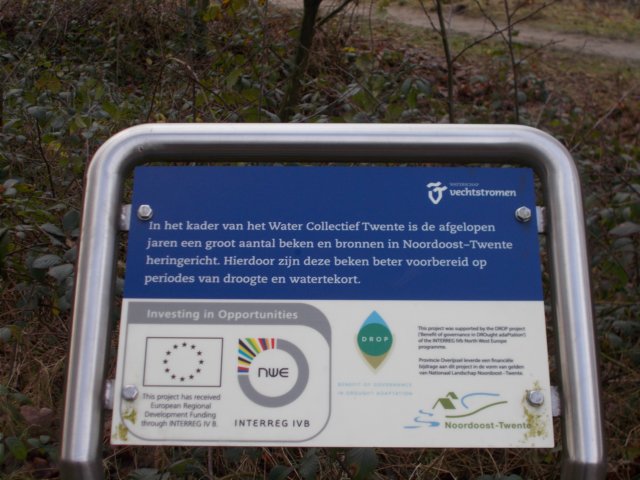 WATERSCHAP
vechtstromen
In het kader van het Water Collectief Twente is de afgelopen
jaren een groot aantal beken en bronnen in Noordoost-Twente
heringericht. Hierdoor zijn deze beken beter voorbereid op
periodes van droogte en watertekort.
Investing in Opportunities
This project has received
European Regional
Development Funding
through INTERREG IV B.
NWE
INTERREG IVB
DROP
BENEFIT OF GOVERNANCE
IN DROUGHT ADAPTATION
This project was supported by the DROP project
('Benefit of governance in DROught adaPtation')
of the INTERREG IVb North West Europe
programme.
Provincie Overijssel leverde een financiële
bijdrage aan dit project in de vorm van gelden
van Nationaal Landschap Noordoost - Twente.
Noordoost-Twente